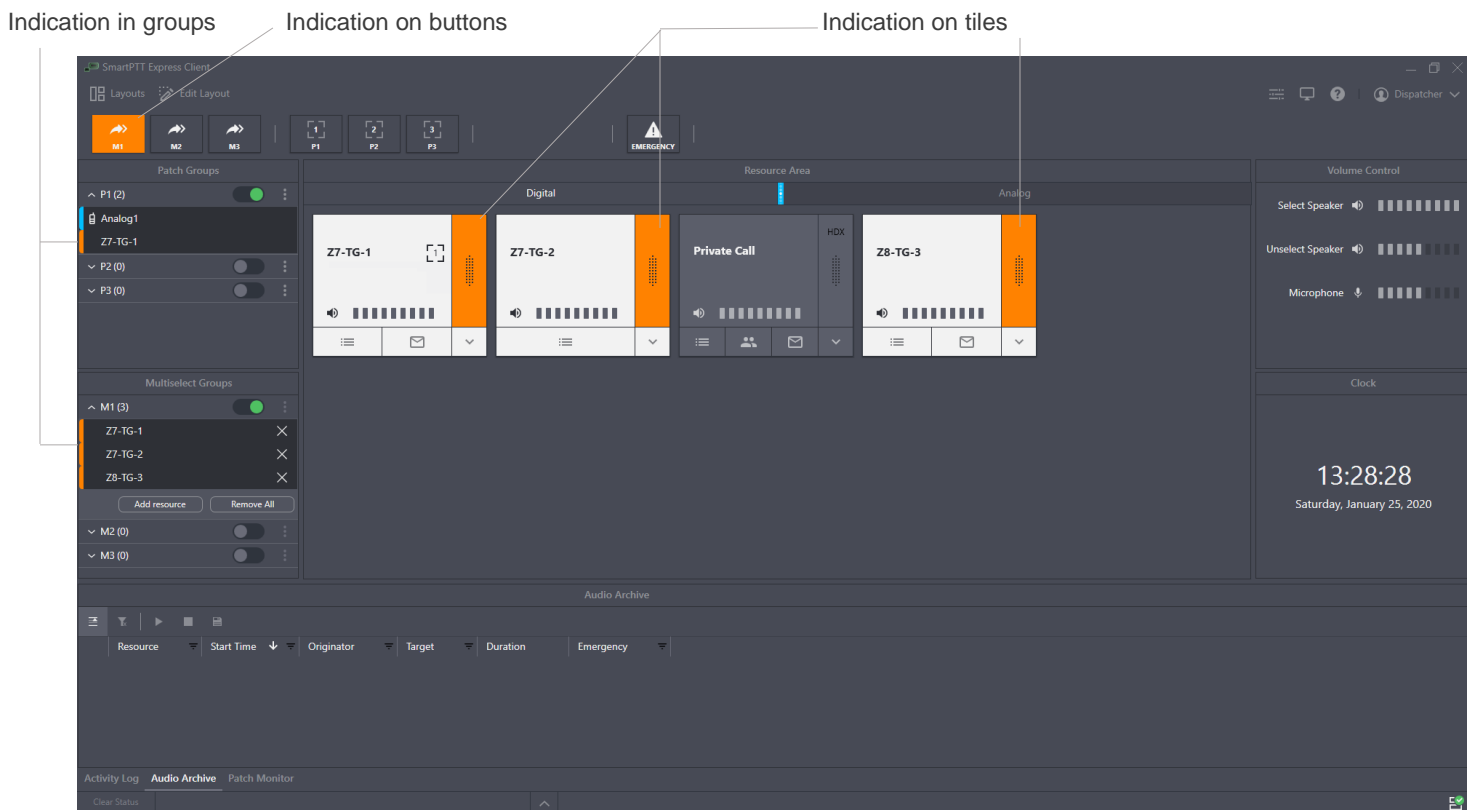 Indication in groups
Indication on buttons
Indication on tiles
SmartPTT Express Client
Layouts
Edit Layout
Dispatcher
M1
M2
M3
1
P1
2
P2
3
P3
EMERGENCY
Patch Groups
P1 (2)
Analog1
Z7-TG-1
P2 (0)
P3 (0)
Multiselect Groups
M1 (3)
Z7-TG-1
Z7-TG-2
Z8-TG-3
Add resource
Remove All
M2 (0)
M3 (0)
Resource Area
Digital
Analog
Z7-TG-1
1
Z7-TG-2
Private Call
HDX
Z8-TG-3
Volume Control
Select Speaker
Unselect Speaker
Microphone
Clock
13:28:28
Saturday, January 25, 2020
Audio Archive
Resource
Start Time
Originator
Target
Duration
Emergency
Activity Log
Audio Archive
Patch Monitor
Clear Status